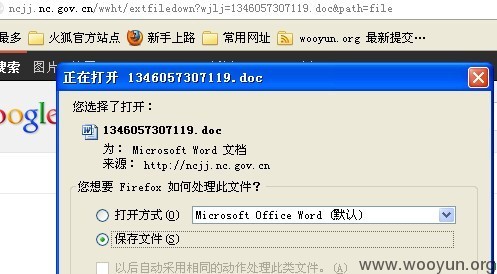 ncjj.nc.gov.cn/wwht/extfiledown?wjlj=1346057307119.doc&path=file
最多 火狐官方站点 新手上路 常用网址 wooyun.org 最新提交…
搜索 图片
正在打开 1346057307119.doc
oogle
您选择了打开：
1346057307119.doc
为： Microsoft Word 文档
来源： http://ncjj.nc.gov.cn
您想要 Firefox 如何处理此文件？
打开方式(O) Microsoft Office Word (默认)
保存文件(S)
以后自动采用相同的动作处理此类文件。(A)
www.wooyun.org